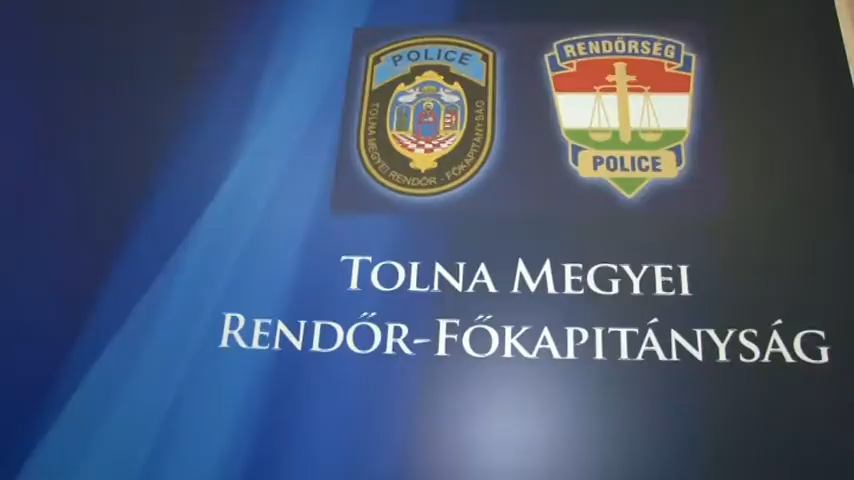 POLICE
TOLNA MEGYEI RENDŐR-FŐKAPITÁNYSÁG
RENDŐRSÉG
POLICE
TOLNA MEGYEI
RENDŐR-FŐKAPITÁNYSÁG